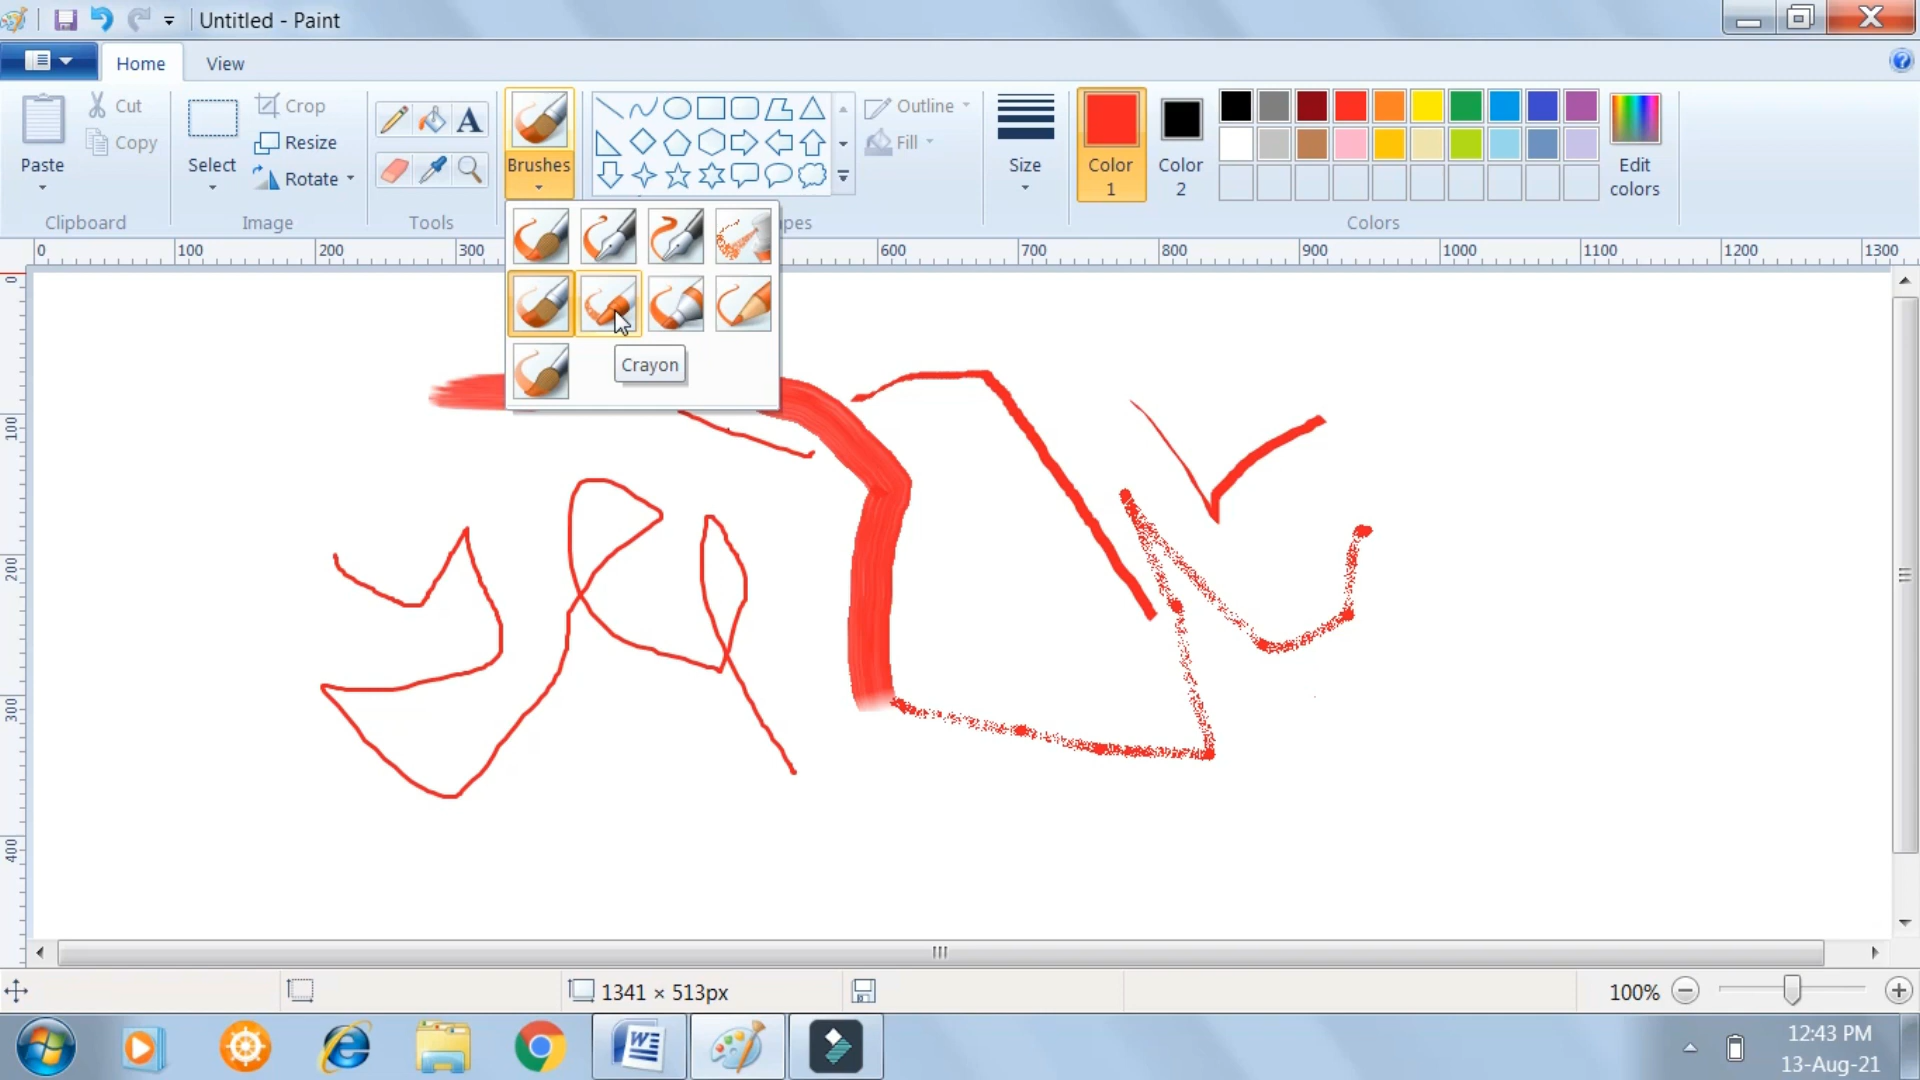 Untitled - Paint
Home View
Paste
Cut
Copy
Clipboard
Select
Crop
Resize
Rotate
Image
A
Tools
Brushes
Outline
Fill
apes
Size
Color 1
Color 2
Edit colors
Colors
0 100 200 300 600 700 800 900 1000 1100 1200 1300
Crayon
0
100
200
300
400
1341 × 513px
100%
W
12:43 PM
13-Aug-21